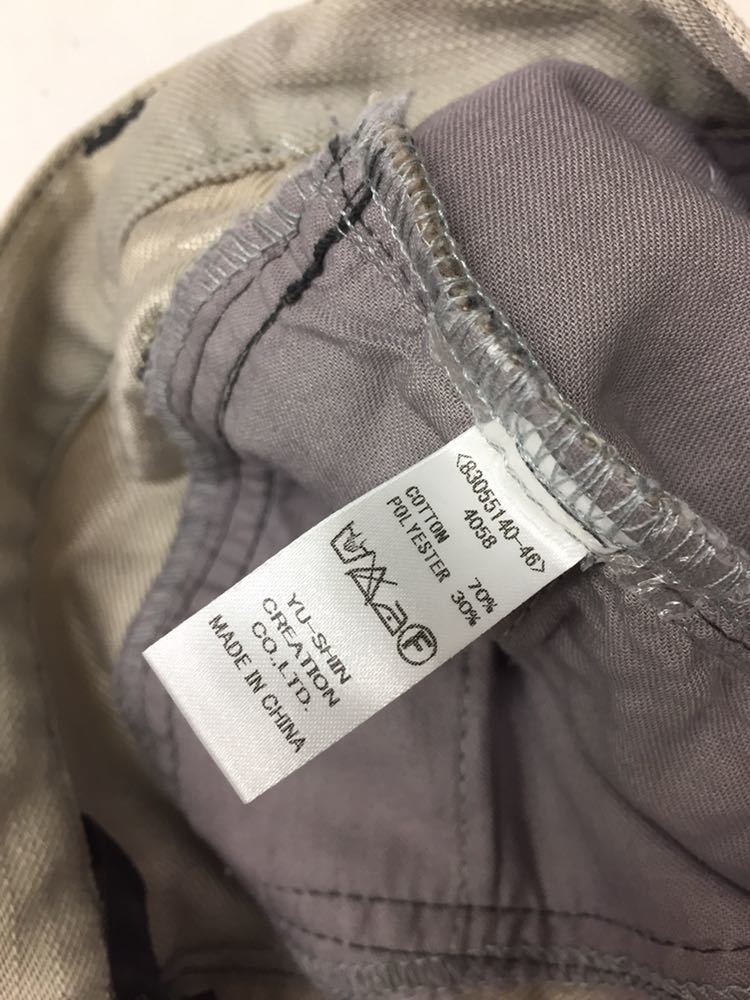 <83055140-46>
4058
COTTON 70%
POLYESTER 30%
F
YU-SHIN
CREATION
CO.,LTD.
MADE IN CHINA